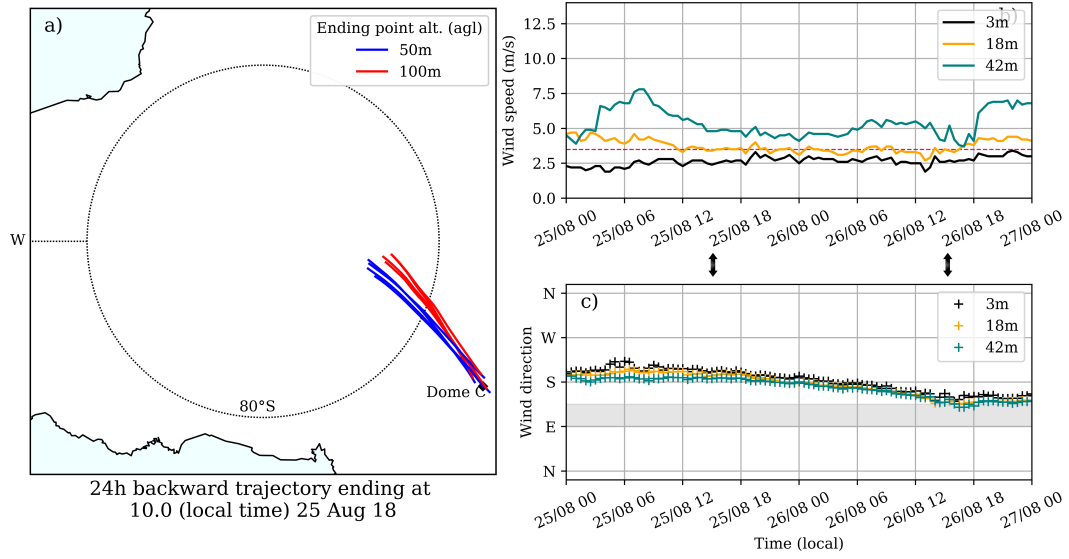 a)
Ending point alt. (agl)
50m
100m
W
80°S
Dome C
24h backward trajectory ending at
10.0 (local time) 25 Aug 18
b)
3m
18m
42m
Wind speed (m/s)
12.5
10.0
7.5
5.0
2.5
0.0
25/08 00
25/08 06
25/08 12
25/08 18
26/08 00
26/08 06
26/08 12
26/08 18
27/08 00
c)
3m
18m
42m
Wind direction
N
W
S
E
N
25/08 00
25/08 06
25/08 12
25/08 18
26/08 00
26/08 06
26/08 12
26/08 18
27/08 00
Time (local)